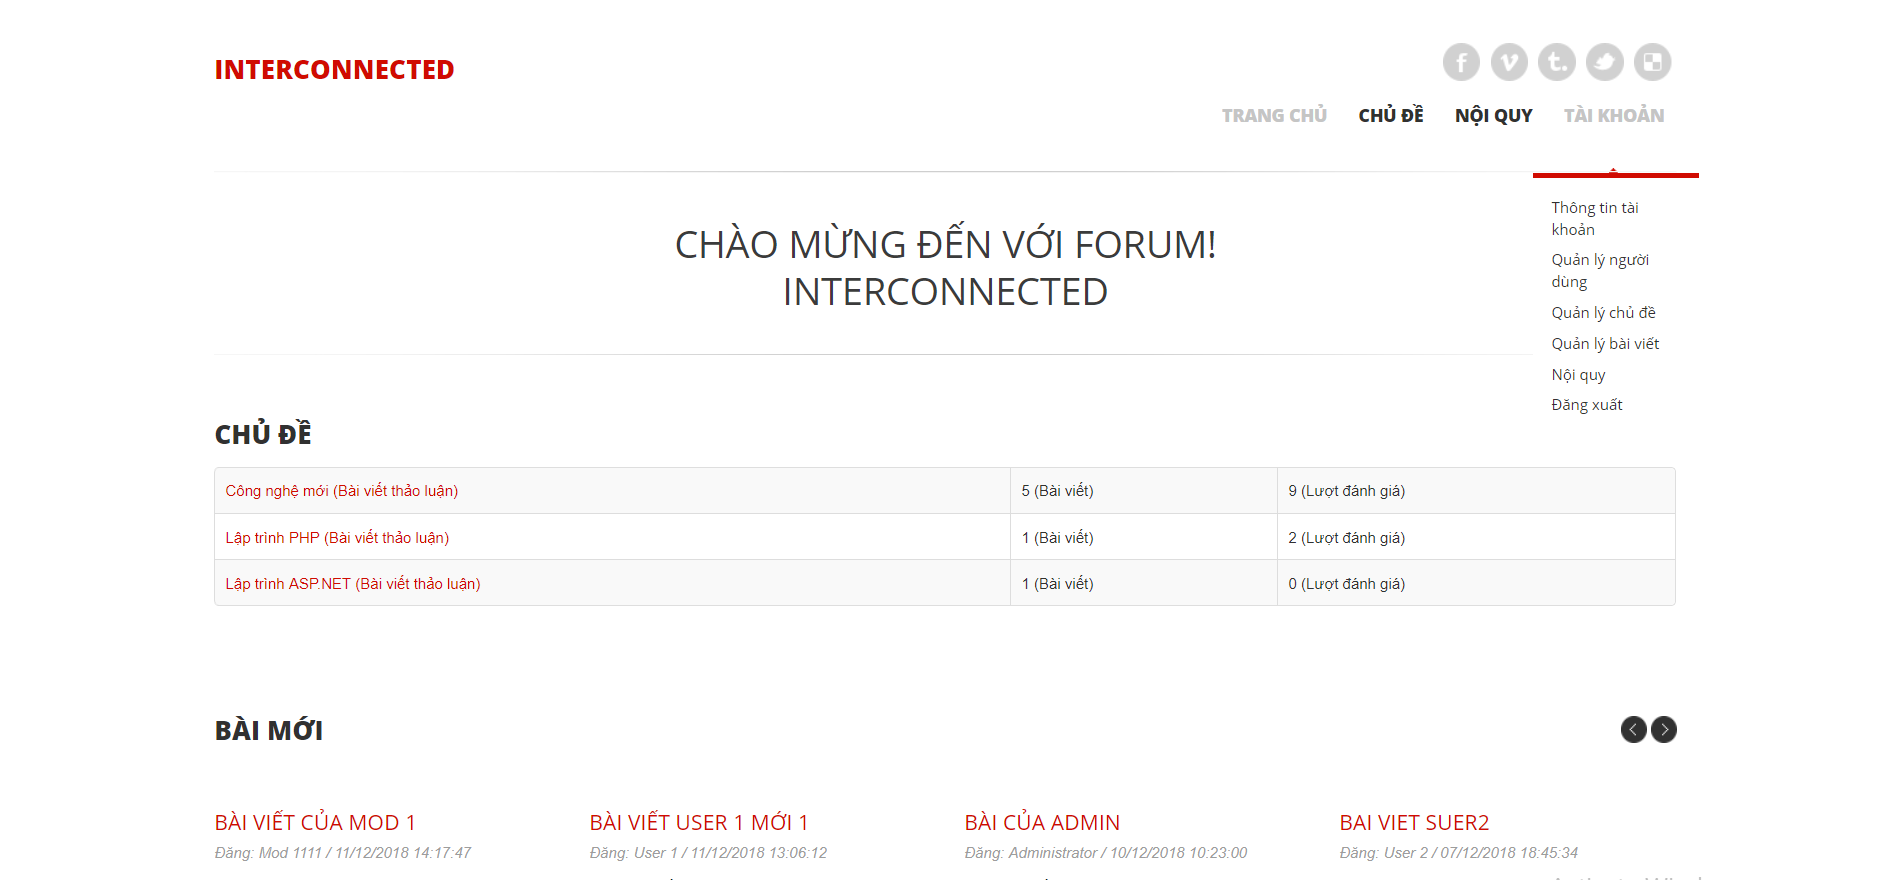 INTERCONNECTED
TRANG CHỦ CHỦ ĐỀ NỘI QUY TÀI KHOẢN
Thông tin tài
khoản
Quản lý người
dùng
Quản lý chủ đề
Quản lý bài viết
Nội quy
Đăng xuất
CHÀO MỪNG ĐẾN VỚI FORUM!
INTERCONNECTED
CHỦ ĐỀ
Công nghệ mới (Bài viết thảo luận) 5 (Bài viết) 9 (Lượt đánh giá)
Lập trình PHP (Bài viết thảo luận) 1 (Bài viết) 2 (Lượt đánh giá)
Lập trình ASP.NET (Bài viết thảo luận) 1 (Bài viết) 0 (Lượt đánh giá)
BÀI MỚI
BÀI VIẾT CỦA MOD 1
Đăng: Mod 1111 / 11/12/2018 14:17:47
BÀI VIẾT USER 1 MỚI 1
Đăng: User 1 / 11/12/2018 13:06:12
BÀI CỦA ADMIN
Đăng: Administrator / 10/12/2018 10:23:00
BAI VIET SUER2
Đăng: User 2 / 07/12/2018 18:45:34